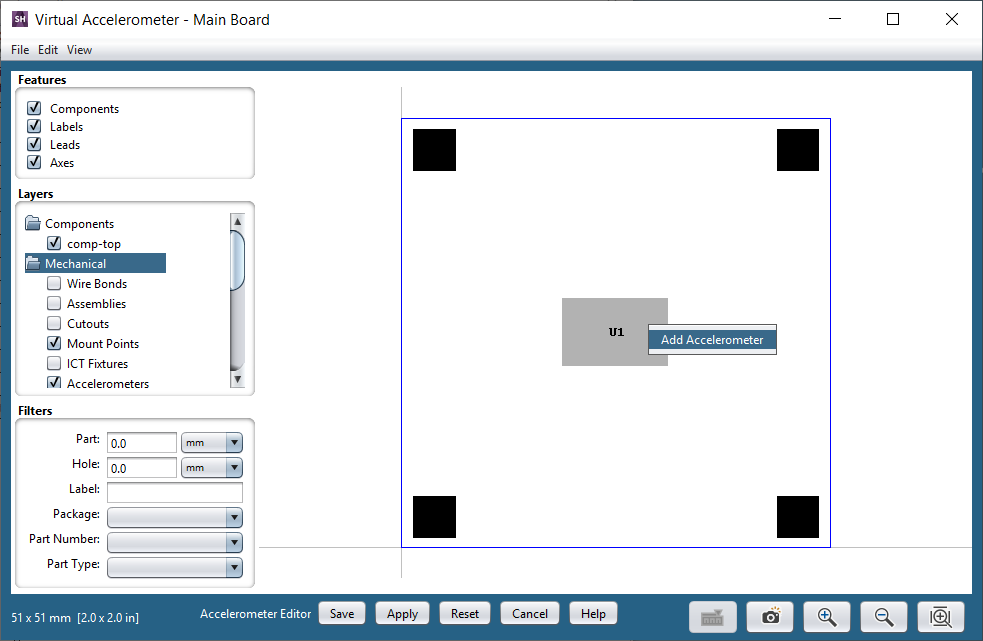 SH Virtual Accelerometer - Main Board
File Edit View
Features
Components
Labels
Leads
Axes
Layers
Components
comp-top
Mechanical
Wire Bonds
Assemblies
Cutouts
Mount Points
ICT Fixtures
Accelerometers
Filters
Part: 0.0 mm
Hole: 0.0 mm
Label:
Package:
Part Number:
Part Type:
U1
Add Accelerometer
51 x 51 mm [2.0 x 2.0 in]
Accelerometer Editor Save Apply Reset Cancel Help